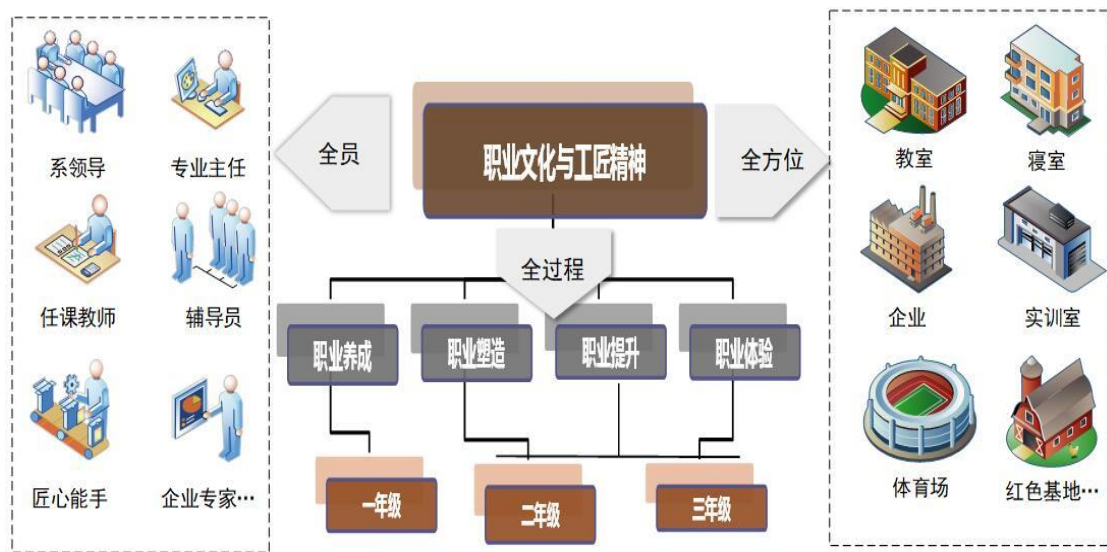 系领导 专业主任
任课教师 辅导员
匠心能手 企业专家…
全员
职业文化与工匠精神
全方位
全过程
职业养成 职业塑造 职业提升 职业体验
一年级 二年级 三年级
教室 寝室
企业 实训室
体育场 红色基地…